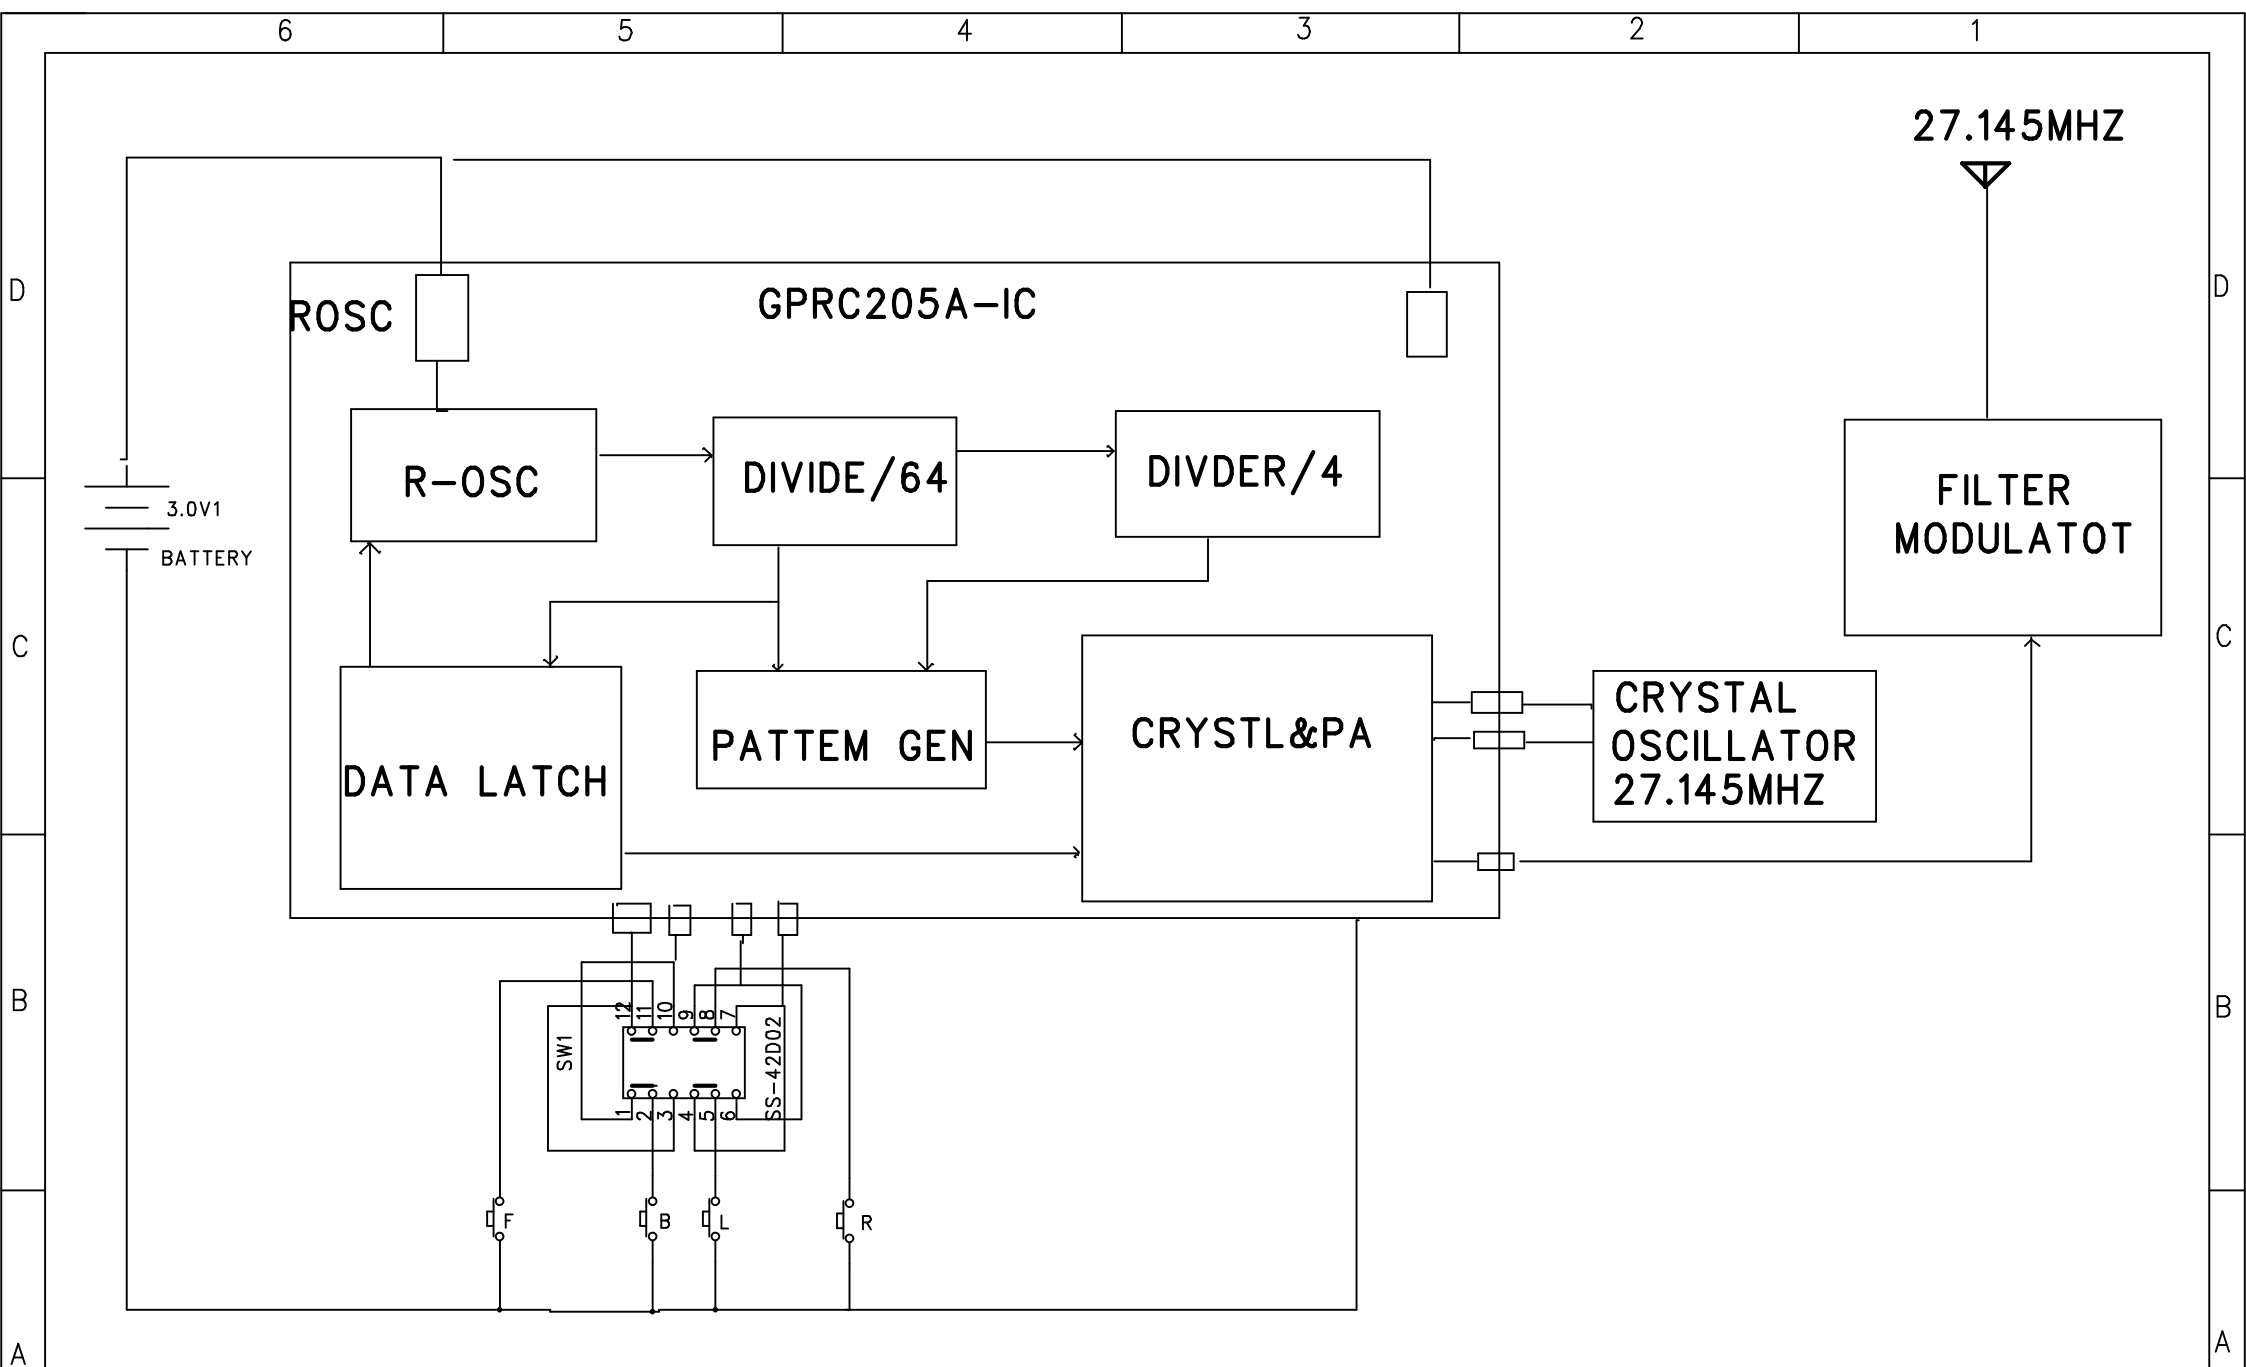 6 5 4 3 2 1
27.145MHZ
D
D
ROSC
GPRC205A-IC
R-OSC
DIVIDE/64
DIVDER/4
FILTER
MODULATOT
3.0V1
BATTERY
C
C
DATA LATCH
PATTEM GEN
CRYSTL&PA
CRYSTAL
OSCILLATOR
27.145MHZ
B
B
12 11 10 9 8 7
SW1
SS-42D02
1 2 3 4 5 6
F
B
L
R
A
A